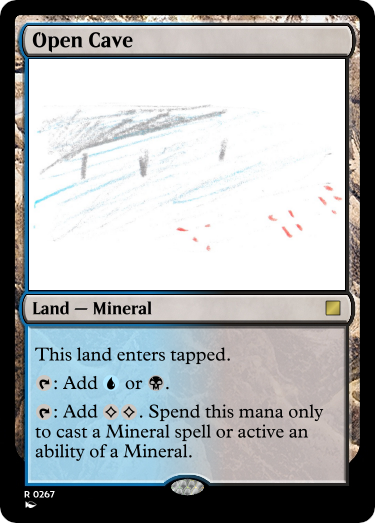 Open Cave
Land — Mineral
This land enters tapped.
: Add or .
: Add . Spend this mana only
to cast a Mineral spell or active an
ability of a Mineral.
R 0267